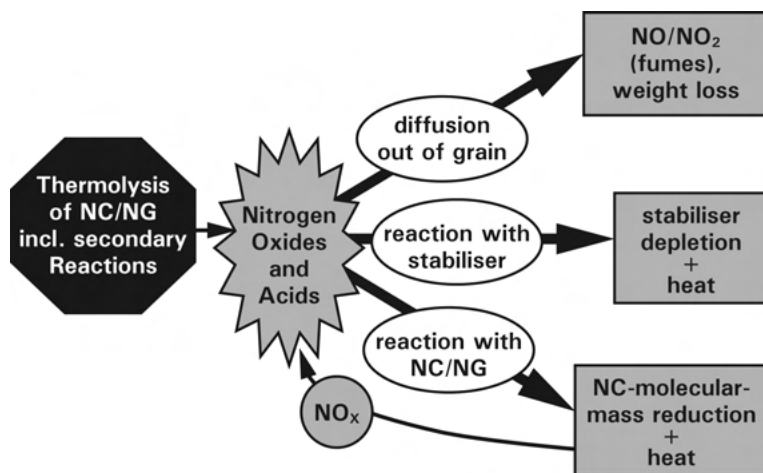 Thermolysis
of NC/NG
incl. secondary
Reactions
Nitrogen
Oxides
and
Acids
diffusion
out of grain
NO/NO₂
(fumes),
weight loss
reaction with
stabiliser
stabiliser
depletion
+
heat
reaction with
NC/NG
NC-molecular-
mass reduction
+
heat
NOₓ